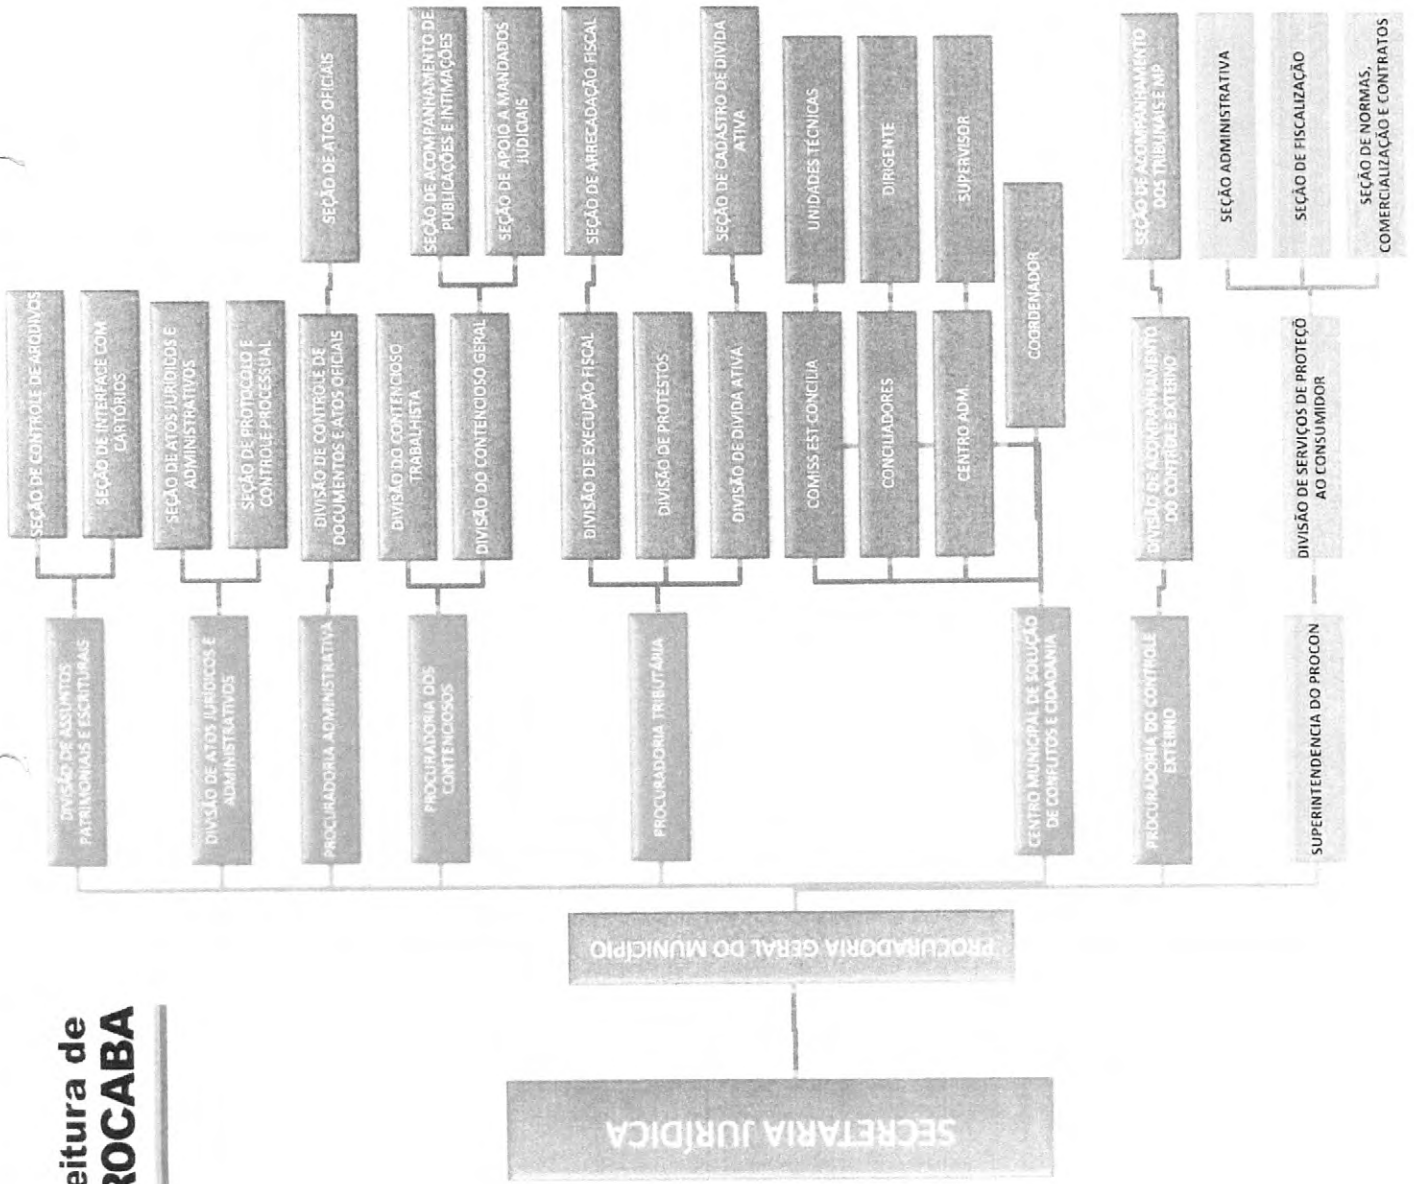 eitura de
ROCABA
SECRETARIA JURÍDICA
PROCURADORIA GERAL DO MUNICÍPIO
DIVISÃO DE ASSUNTOS
PATRIMONIAIS E ESCRITURAIS
SEÇÃO DE CONTROLE DE ARQUIVOS
SEÇÃO DE INTERFACE COM
CARTÓRIOS
DIVISÃO DE ATOS JURÍDICOS E
ADMINISTRATIVOS
SEÇÃO DE ATOS JURÍDICOS E
ADMINISTRATIVOS
SEÇÃO DE PROTOCOLO E
CONTROLE PROCESSUAL
PROCURADORIA ADMINISTRATIVA
DIVISÃO DE CONTROLE DE
DOCUMENTOS E ATOS OFICIAIS
SEÇÃO DE ATOS OFICIAIS
PROCURADORIA DOS
CONTENCIOSOS
DIVISÃO DO CONTENCIOSO
TRABALHISTA
DIVISÃO DO CONTENCIOSO GERAL
SEÇÃO DE ACOMPANHAMENTO DE
PUBLICAÇÕES E INTIMAÇÕES
SEÇÃO DE APOIO A MANDADOS
JUDICIAIS
PROCURADORIA TRIBUTÁRIA
DIVISÃO DE EXECUÇÃO FISCAL
SEÇÃO DE ARRECADAÇÃO FISCAL
DIVISÃO DE PROTESTOS
DIVISÃO DE DIVIDA ATIVA
SEÇÃO DE CADASTRO DE DIVIDA
ATIVA
CENTRO MUNICIPAL DE SOLUÇÃO
DE CONFLITOS E CIDADANIA
COMISS EST CONCILIA
UNIDADES TÉCNICAS
CONCILIADORES
DIRIGENTE
CENTRO ADM.
SUPERVISOR
COORDENADOR
PROCURADORIA DO CONTROLE
EXTERNO
DIVISÃO DE ACOMPANHAMENTO
DO CONTROLE EXTERNO
SEÇÃO DE ACOMPANHAMENTO
DOS TRIBUNAIS E MP
SUPERINTENDENCIA DO PROCON
DIVISÃO DE SERVIÇOS DE PROTEÇÓ
AO CONSUMIDOR
SEÇÃO ADMINISTRATIVA
SEÇÃO DE FISCALIZAÇÃO
SEÇÃO DE NORMAS,
COMERCIALIZAÇÃO E CONTRATOS